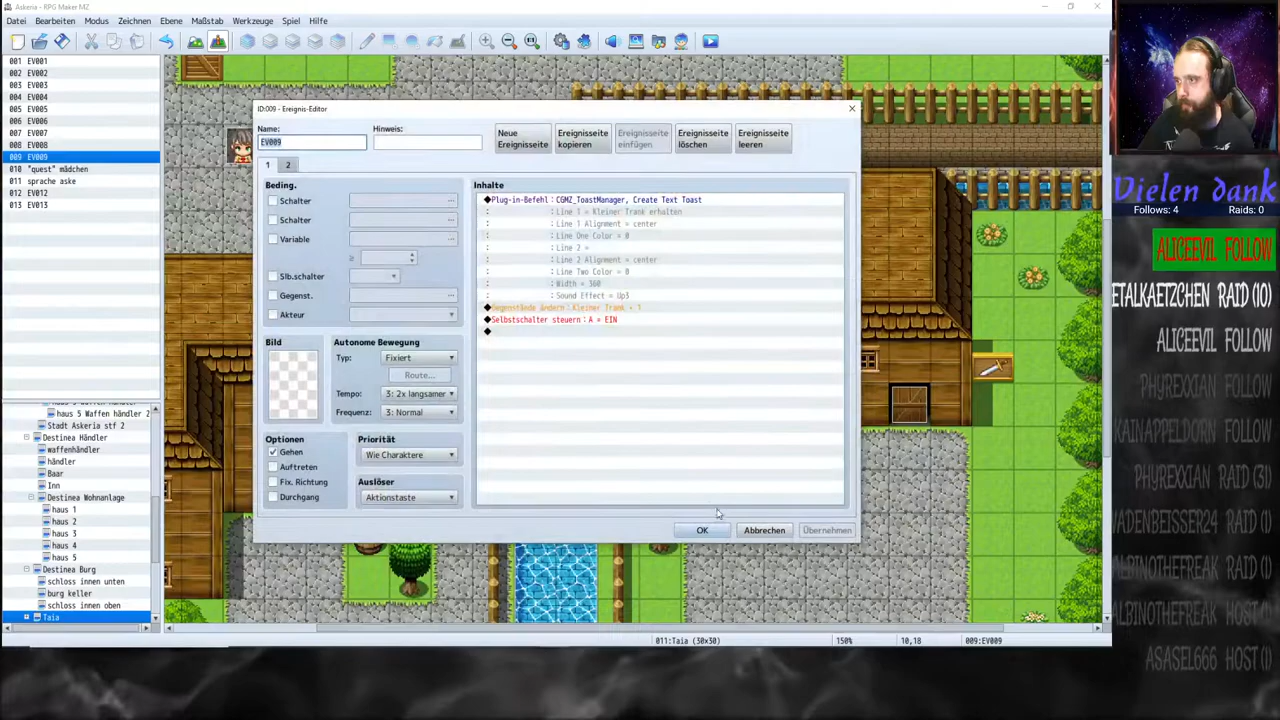 Askeria - RPG Maker MZ
Datei Bearbeiten Modus Zeichnen Ebene Maßstab Werkzeuge Spiel Hilfe
001 EV001
002 EV002
003 EV003
004 EV004
005 EV005
006 EV006
007 EV007
008 EV008
009 EV009
010 "quest" mädchen
011 sprache aske
012 EV012
013 EV013
haus 5 Waffen händler 2
Stadt Askeria stf 2
Destinea Händler
waffenhändler
händler
Baar
Inn
Destinea Wohnanlage
haus 1
haus 2
haus 3
haus 4
haus 5
Destinea Burg
schloss innen unten
burg keller
schloss innen oben
Taia
ID:009 - Ereignis-Editor
Name:
EV009
Hinweis:
Neue Ereignisseite
Ereignisseite kopieren
Ereignisseite einfügen
Ereignisseite löschen
Ereignisseite leeren
1 2
Beding.
Schalter
Schalter
Variable
≥
Slb.schalter
Gegenst.
Akteur
Bild
Autonome Bewegung
Typ: Fixiert
Route...
Tempo: 3: 2x langsamer
Frequenz: 3: Normal
Optionen
Gehen
Auftreten
Fix. Richtung
Durchgang
Priorität
Wie Charaktere
Auslöser
Aktionstaste
Inhalte
◆Plug-in-Befehl : CGMZ_ToastManager, Create Text Toast
: : Line 1 = Kleiner Trank erhalten
: : Line 1 Alignment = center
: : Line One Color = 0
: : Line 2 =
: : Line 2 Alignment = center
: : Line Two Color = 0
: : Width = 360
: : Sound Effect = Up3
◆Gegenstände ändern : Kleiner Trank + 1
◆Selbstschalter steuern : A = EIN
◆
OK Abbrechen Übernehmen
011:Taia (30x30) 150% 10,18 009:EV009
Vielen dank
Follows: 4 Raids: 0
ALICEEVIL FOLLOW
ETALKAETZCHEN RAID (10)
ALICEEVIL FOLLOW
PHYREXXIAN FOLLOW
KAINAPPELDORN FOLLOW
PHYREXXIAN RAID (3)
ADENBEISSER24 RAID (1)
ALBINOTHEFREAK FOLLOW
ALBINOTHEFREAK RAID (1)
ASASEL666 HOST (1)